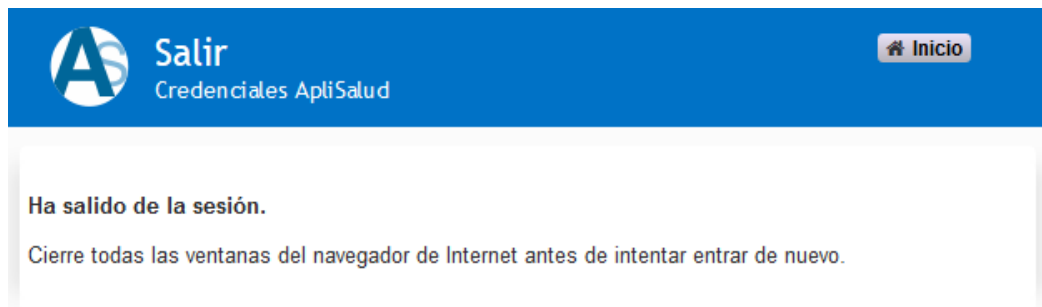 AS
Salir
Credenciales ApliSalud
Inicio
Ha salido de la sesión.
Cierre todas las ventanas del navegador de Internet antes de intentar entrar de nuevo.